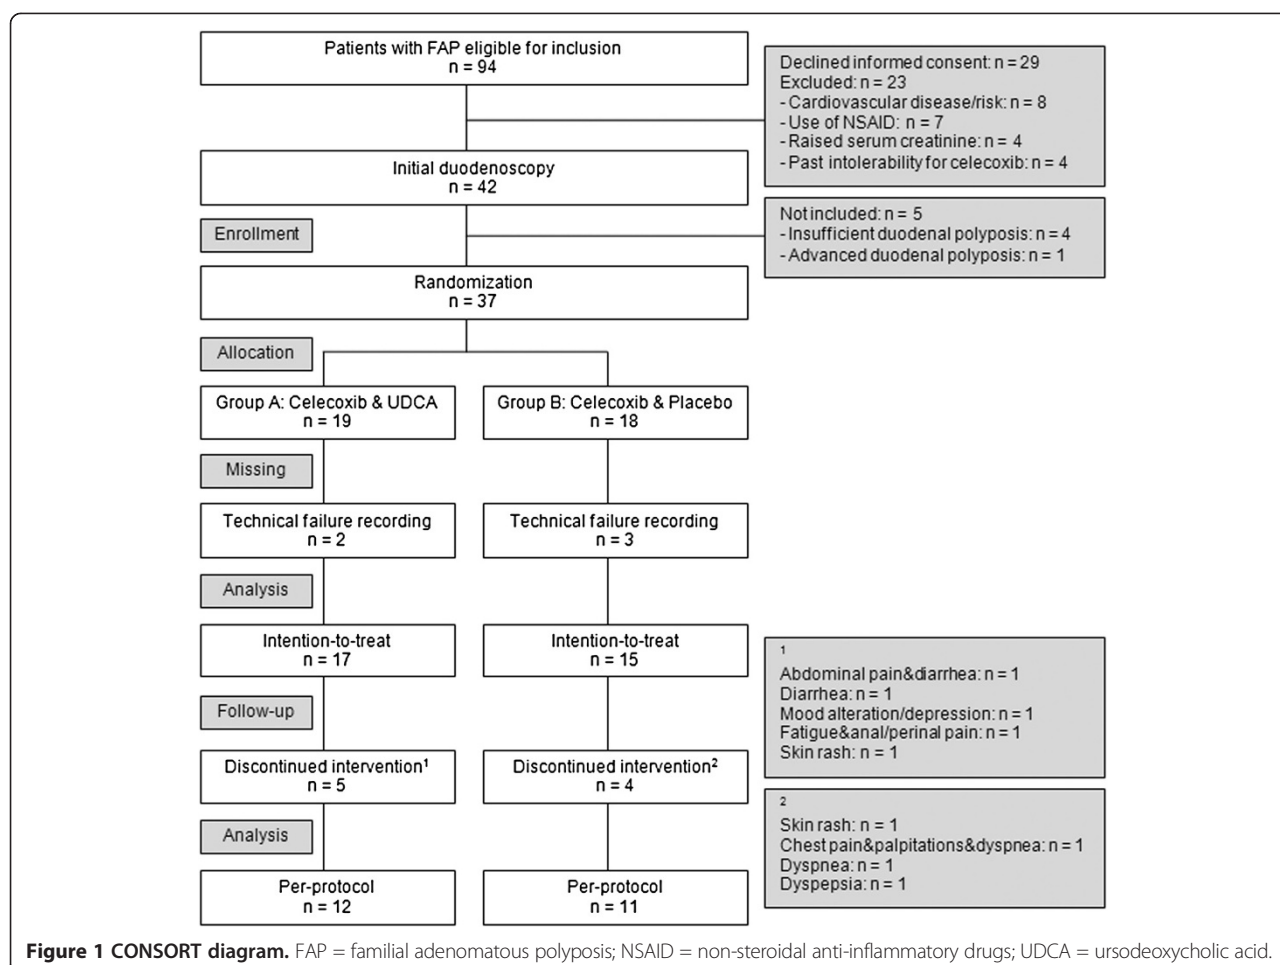 Patients with FAP eligible for inclusion
n = 94
Declined informed consent: n = 29
Excluded: n = 23
- Cardiovascular disease/risk: n = 8
- Use of NSAID: n = 7
- Raised serum creatinine: n = 4
- Past intolerability for celecoxib: n = 4
Initial duodenoscopy
n = 42
Not included: n = 5
- Insufficient duodenal polyposis: n = 4
- Advanced duodenal polyposis: n = 1
Enrollment
Randomization
n = 37
Allocation
Group A: Celecoxib & UDCA
n = 19
Group B: Celecoxib & Placebo
n = 18
Missing
Technical failure recording
n = 2
Technical failure recording
n = 3
Analysis
Intention-to-treat
n = 17
Intention-to-treat
n = 15
1
Abdominal pain&diarrhea: n = 1
Diarrhea: n = 1
Mood alteration/depression: n = 1
Fatigue&anal/perinal pain: n = 1
Skin rash: n = 1
Follow-up
Discontinued intervention¹
n = 5
Discontinued intervention²
n = 4
2
Skin rash: n = 1
Chest pain&palpitations&dyspnea: n = 1
Dyspnea: n = 1
Dyspepsia: n = 1
Analysis
Per-protocol
n = 12
Per-protocol
n = 11
Figure 1 CONSORT diagram. FAP = familial adenomatous polyposis; NSAID = non-steroidal anti-inflammatory drugs; UDCA = ursodeoxycholic acid.